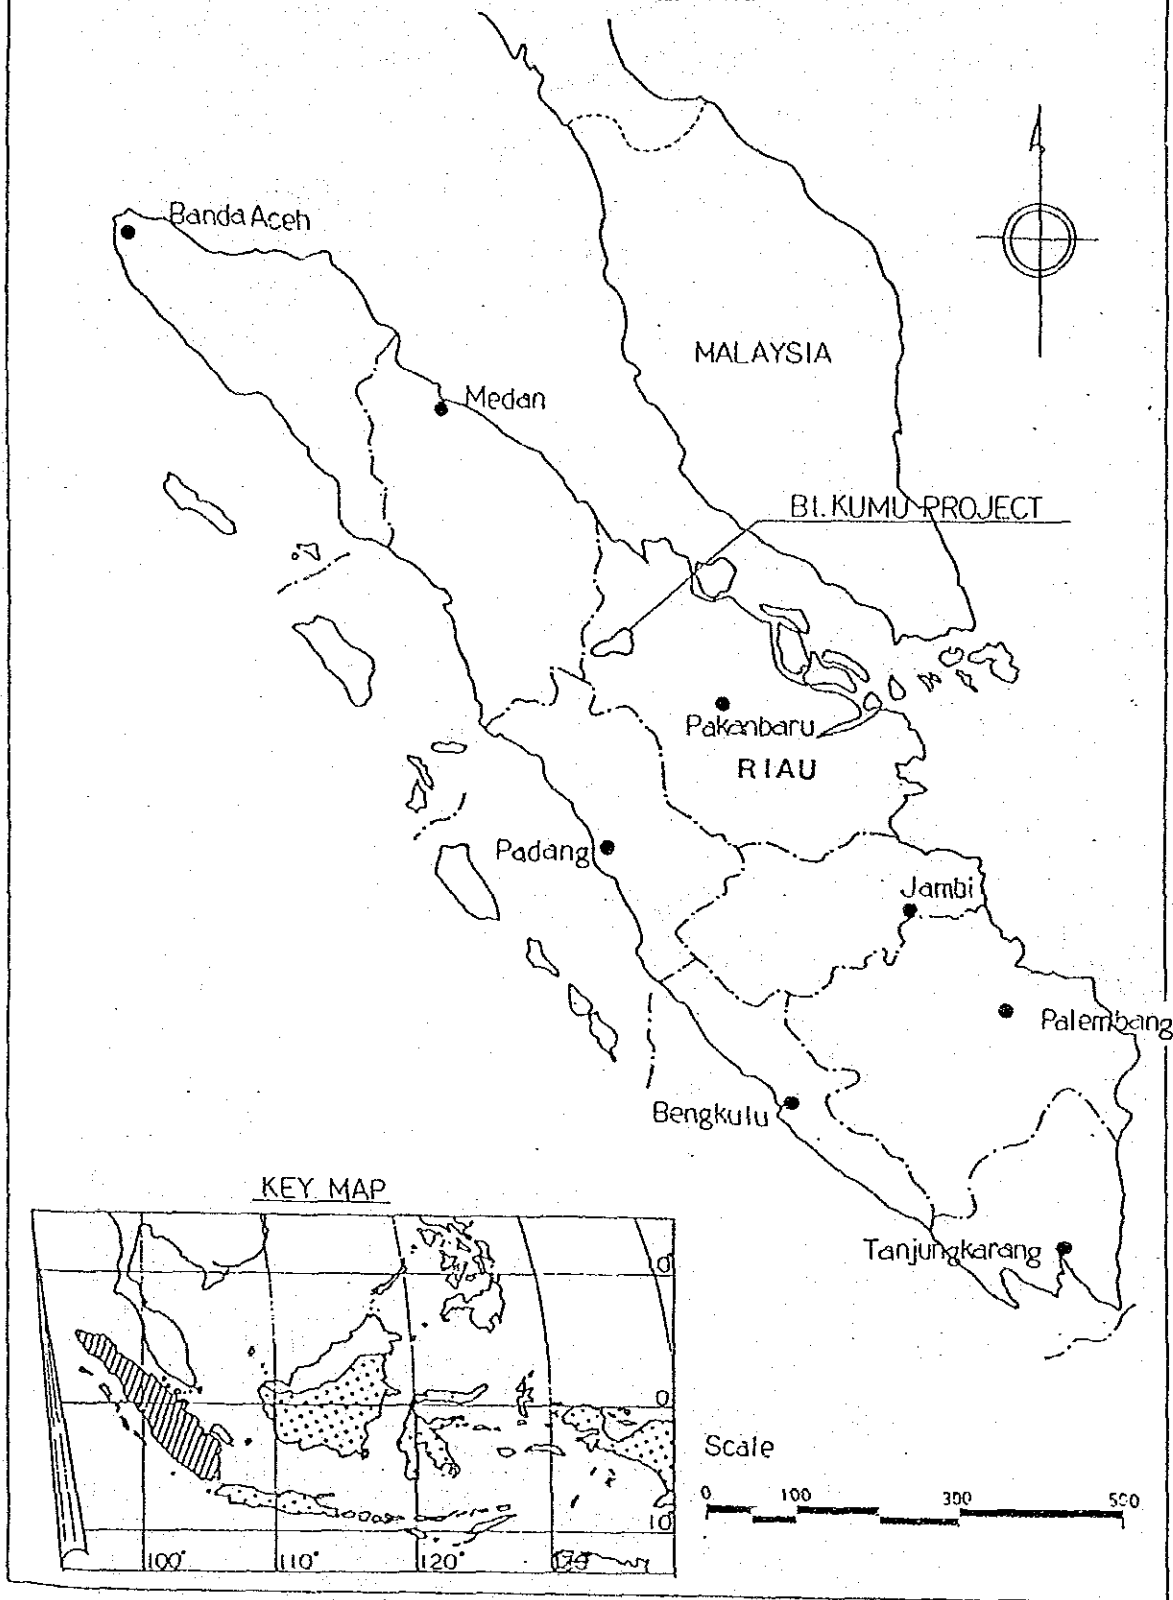 Banda Aceh
MALAYSIA
Medan
BI. KUMU PROJECT
Pakanbaru
RIAU
Padang
Jambi
Palembang
Bengkulu
KEY MAP
Tanjungkarang
0
0
10
100°
110°
120°
Scale
0 100 300 500